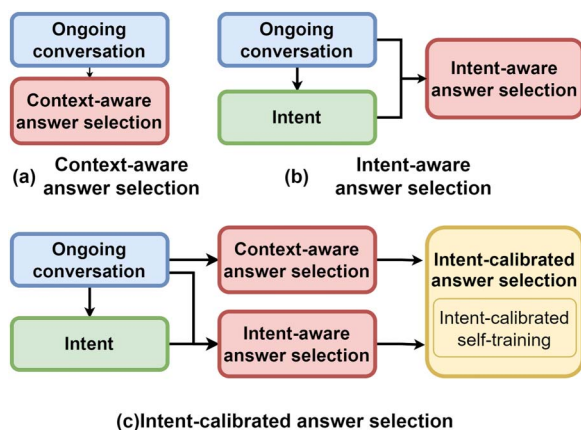 Ongoing
conversation
Context-aware
answer selection
(a) Context-aware
answer selection
Ongoing
conversation
Intent
Intent-aware
answer selection
(b) Intent-aware
answer selection
Ongoing
conversation
Intent
Context-aware
answer selection
Intent-aware
answer selection
Intent-calibrated
answer selection
Intent-calibrated
self-training
(c)Intent-calibrated answer selection